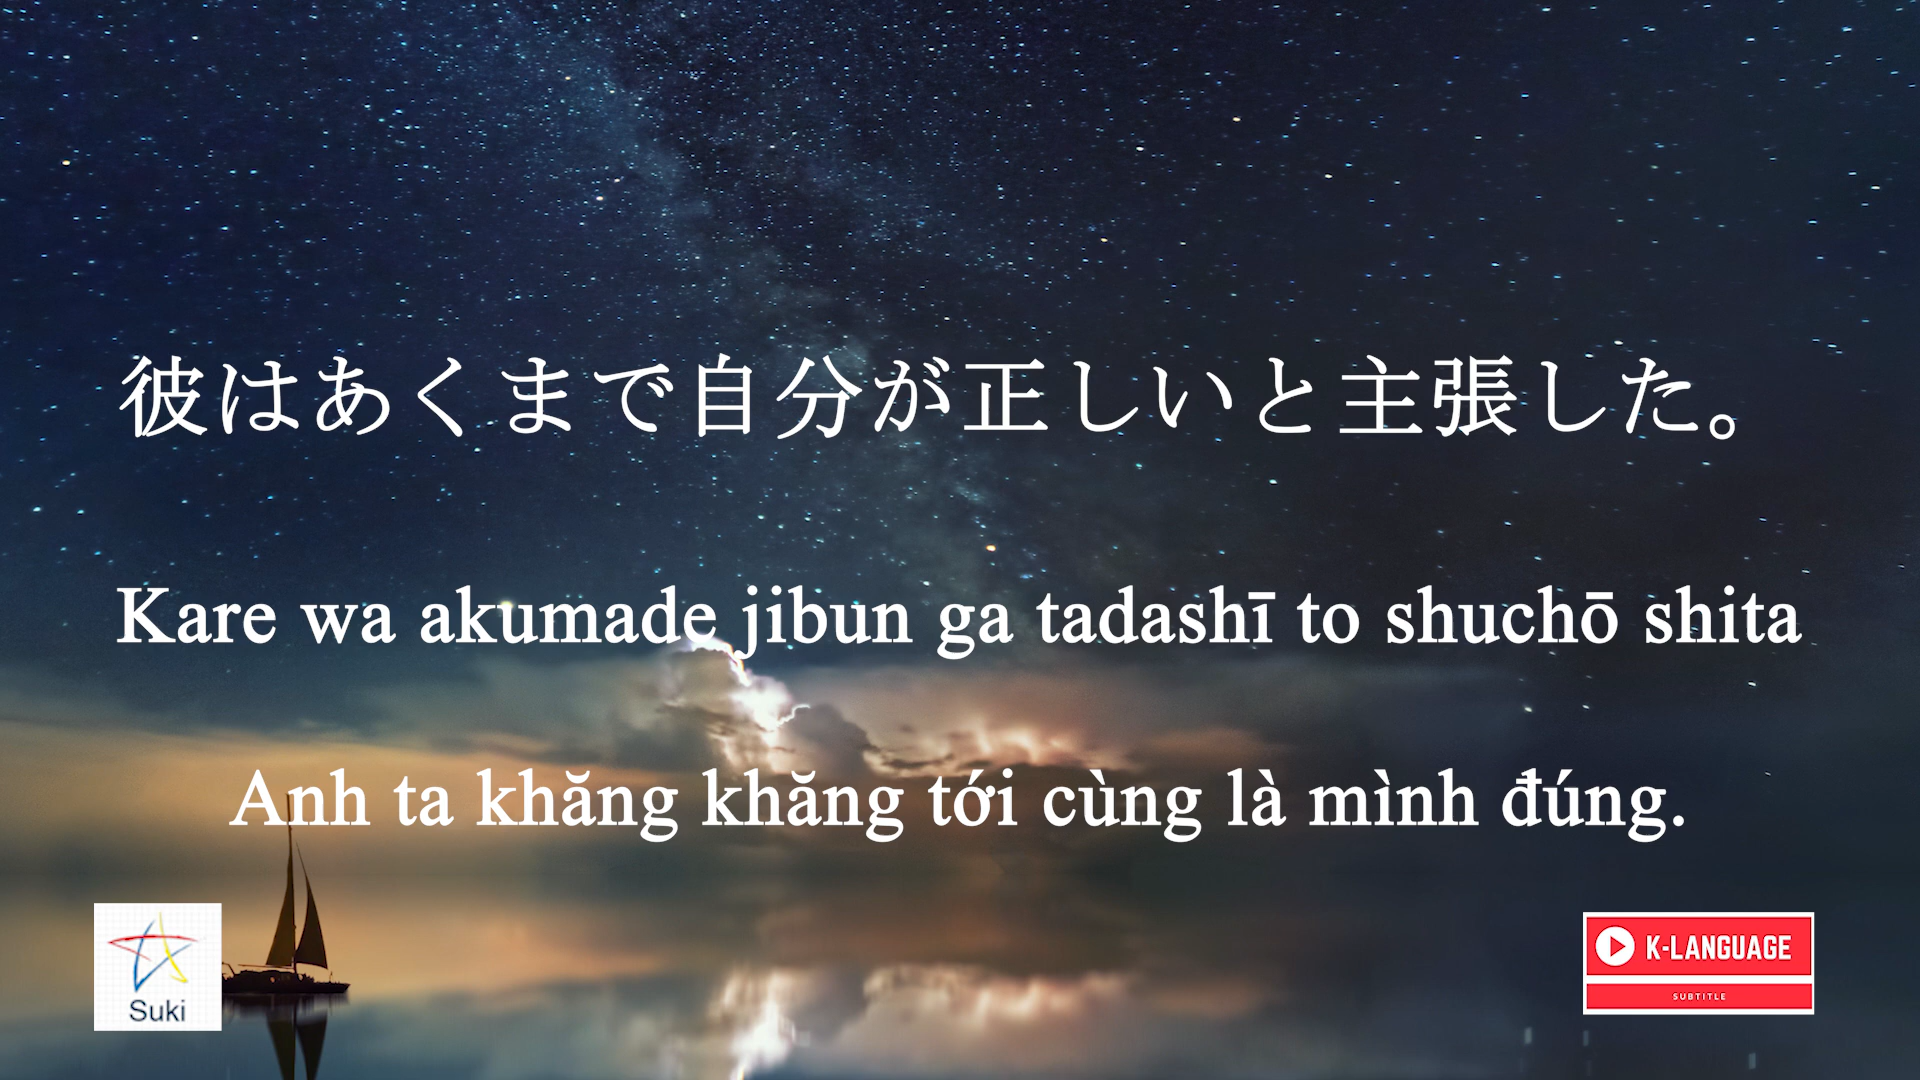 彼はあくまで自分が正しいと主張した。
Kare wa akumade jibun ga tadashī to shuchō shita
Anh ta khăng khăng tới cùng là mình đúng.
Suki
K-LANGUAGE
SUBTITLE